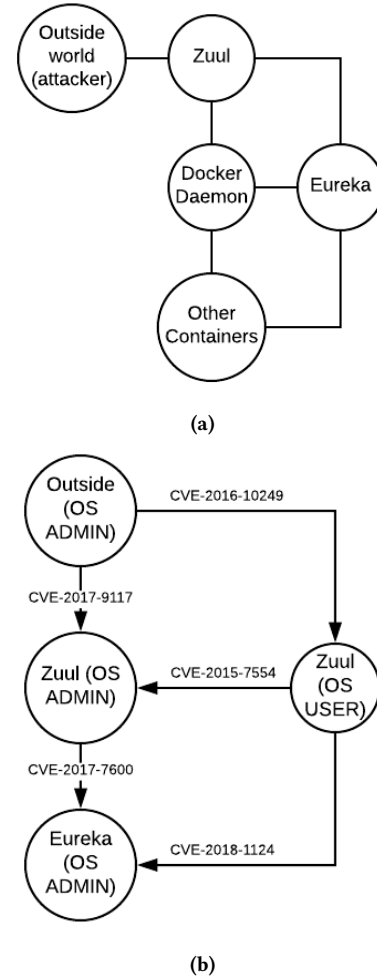 Outside
world
(attacker)
Zuul
Docker
Daemon
Eureka
Other
Containers
(a)
Outside
(OS
ADMIN)
CVE-2016-10249
CVE-2017-9117
Zuul (OS
ADMIN)
CVE-2015-7554
Zuul
(OS
USER)
CVE-2017-7600
Eureka
(OS
ADMIN)
CVE-2018-1124
(b)